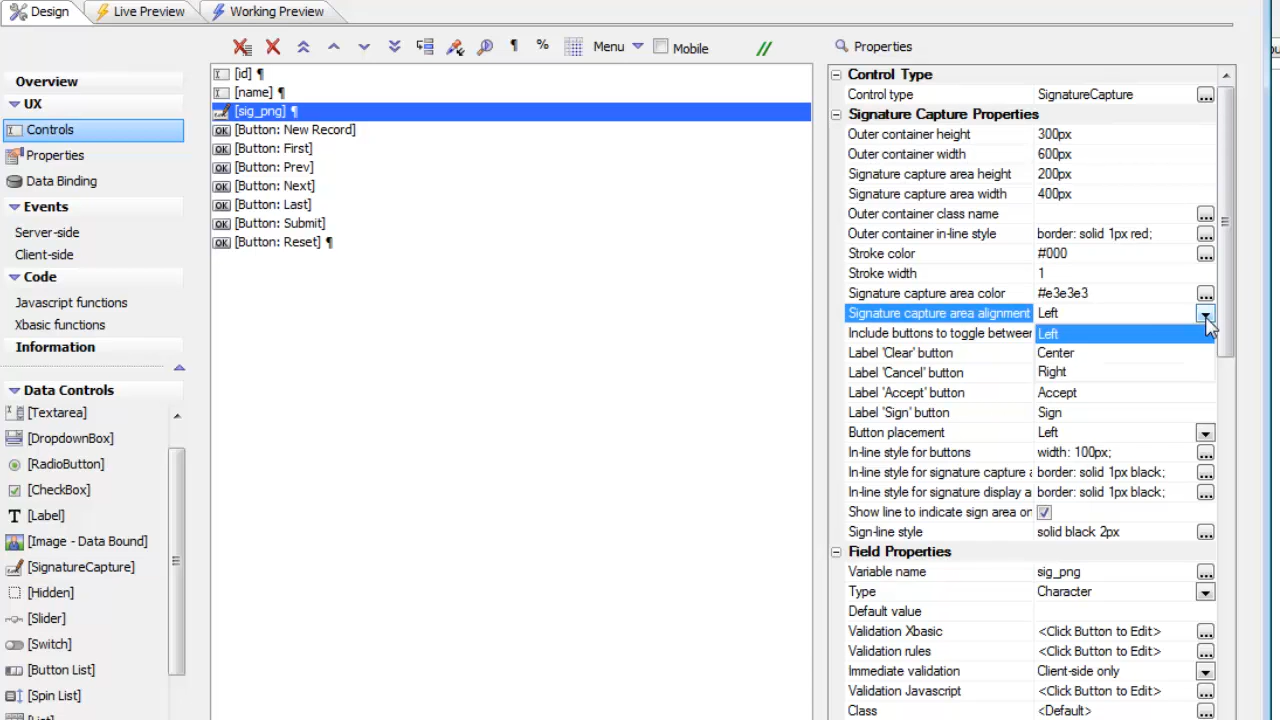 Design
Live Preview
Working Preview
¶
%
Menu
Mobile
Properties
Overview
UX
Controls
Properties
Data Binding
Events
Server-side
Client-side
Code
Javascript functions
Xbasic functions
Information
Data Controls
[Textarea]
[DropdownBox]
[RadioButton]
[CheckBox]
[Label]
[Image - Data Bound]
[SignatureCapture]
[Hidden]
[Slider]
[Switch]
[Button List]
[Spin List]
[id] ¶
[name] ¶
[sig_png] ¶
OK [Button: New Record]
OK [Button: First]
OK [Button: Prev]
OK [Button: Next]
OK [Button: Last]
OK [Button: Submit]
OK [Button: Reset] ¶
Control Type
Control type SignatureCapture ...
Signature Capture Properties
Outer container height 300px
Outer container width 600px
Signature capture area height 200px
Signature capture area width 400px
Outer container class name ...
Outer container in-line style border: solid 1px red; ...
Stroke color #000 ...
Stroke width 1
Signature capture area color #e3e3e3 ...
Signature capture area alignment Left
Include buttons to toggle between Left
Label 'Clear' button Center
Label 'Cancel' button Right
Label 'Accept' button Accept
Label 'Sign' button Sign
Button placement Left
In-line style for buttons width: 100px; ...
In-line style for signature capture border: solid 1px black; ...
In-line style for signature display border: solid 1px black; ...
Show line to indicate sign area
Sign-line style solid black 2px ...
Field Properties
Variable name sig_png ...
Type Character
Default value
Validation Xbasic <Click Button to Edit> ...
Validation rules <Click Button to Edit> ...
Immediate validation Client-side only
Validation Javascript <Click Button to Edit> ...
Class <Default> ...